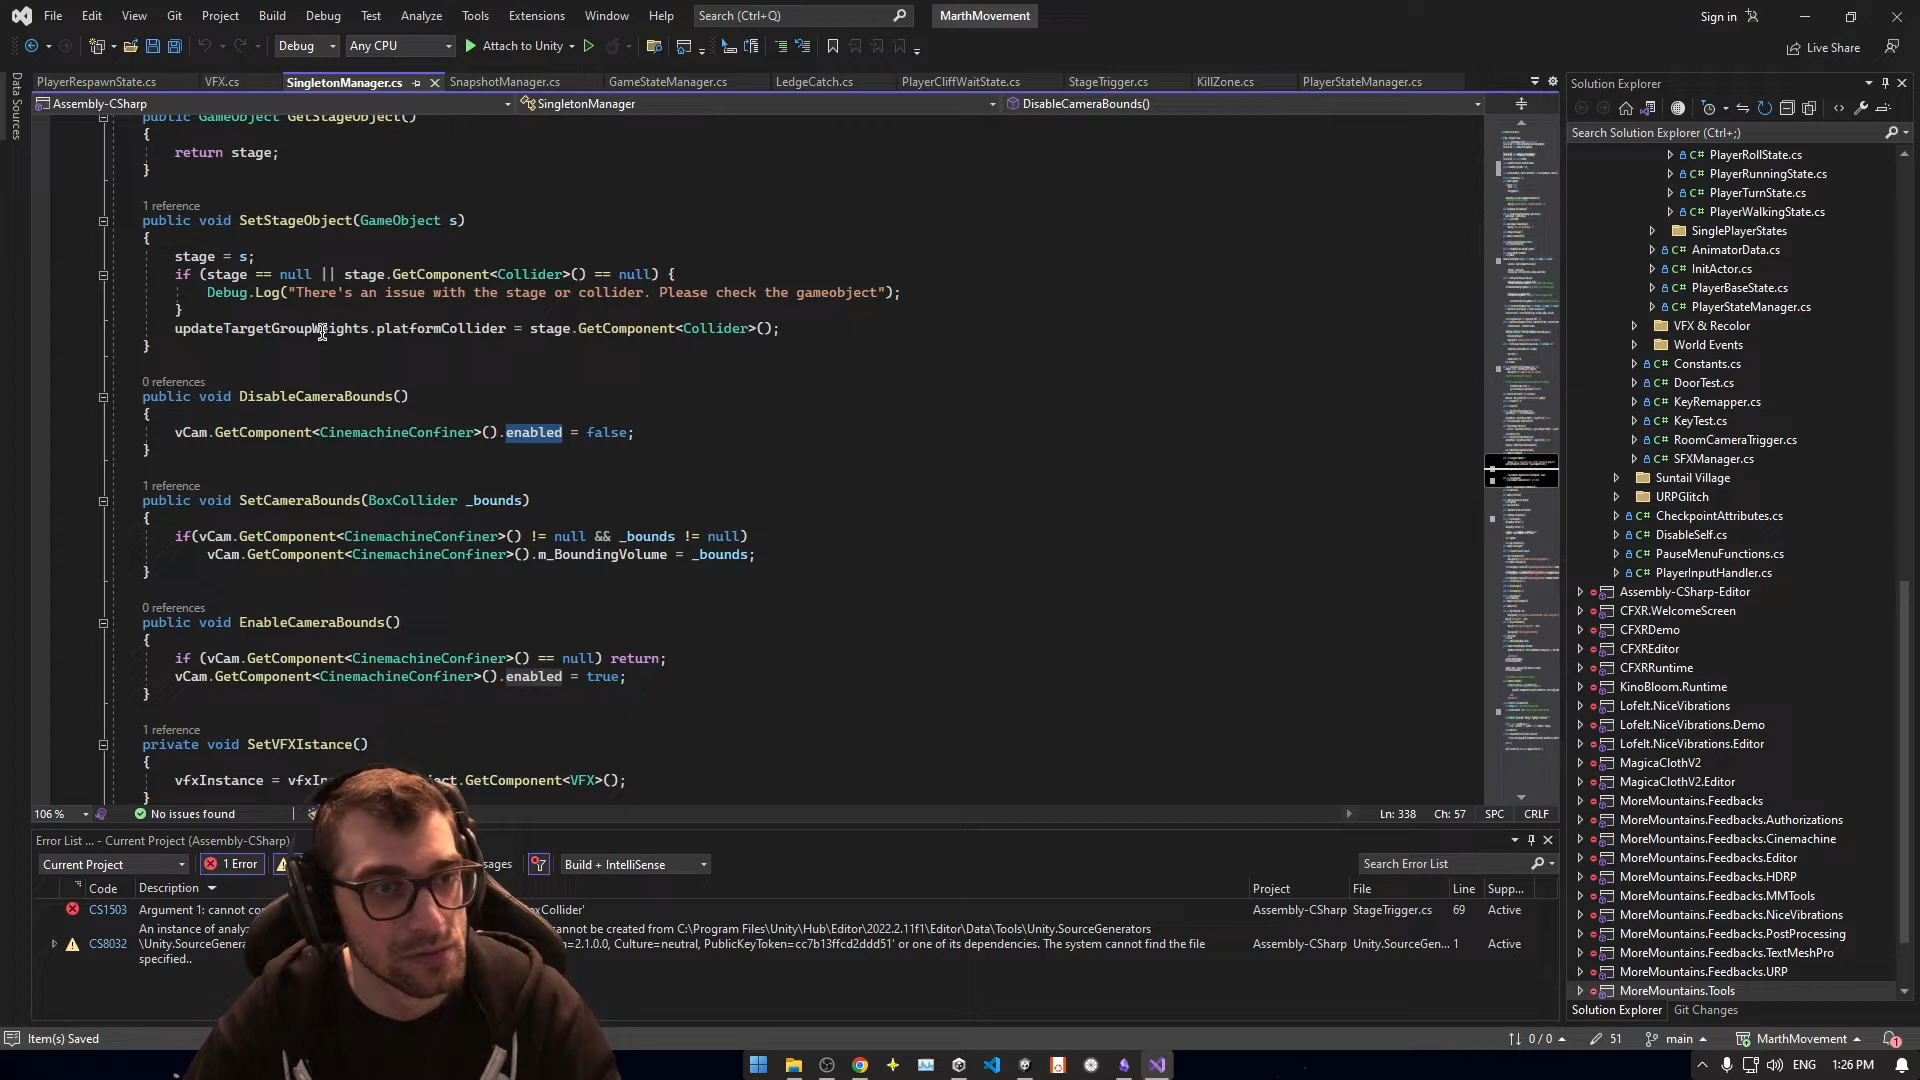 File Edit View Git Project Build Debug Test Analyze Tools Extensions Window Help Search (Ctrl+Q) MarthMovement Sign in
Debug Any CPU Attach to Unity Live Share
PlayerRespawnState.cs VFX.cs SingletonManager.cs SnapshotManager.cs GameStateManager.cs LedgeCatch.cs PlayerCliffWaitState.cs StageTrigger.cs KillZone.cs PlayerStateManager.cs
Assembly-CSharp SingletonManager DisableCameraBounds()
Data Sources
public GameObject GetStageObject()
{
return stage;
}
1 reference
public void SetStageObject(GameObject s)
{
stage = s;
if (stage == null || stage.GetComponent<Collider>() == null) {
Debug.Log("There's an issue with the stage or collider. Please check the gameobject");
}
updateTargetGroupWeights.platformCollider = stage.GetComponent<Collider>();
}
0 references
public void DisableCameraBounds()
{
vCam.GetComponent<CinemachineConfiner>().enabled = false;
}
1 reference
public void SetCameraBounds(BoxCollider _bounds)
{
if(vCam.GetComponent<CinemachineConfiner>() != null && _bounds != null)
vCam.GetComponent<CinemachineConfiner>().m_BoundingVolume = _bounds;
}
0 references
public void EnableCameraBounds()
{
if (vCam.GetComponent<CinemachineConfiner>() == null) return;
vCam.GetComponent<CinemachineConfiner>().enabled = true;
}
1 reference
private void SetVFXIstance()
{
vfxInstance = ject.GetComponent<VFX>();
}
106 % No issues found Ln: 338 Ch: 57 SPC CRLF
Error List ... - Current Project (Assembly-CSharp)
Current Project 1 Error Build + IntelliSense Search Error List
Code Description Project File Line Supp...
CS1503 Argument 1: cannot Assembly-CSharp StageTrigger.cs 69 Active
CS8032 An instance of cannot be created from C:\Program Files\Unity\Hub\Editor\2022.2.11f1\Editor\Data\Tools\Unity.SourceGenerators
=2.1.0.0, Culture=neutral, PublicKeyToken=cc7b13ffcd2ddd51' or one of its dependencies. The system cannot find the file Assembly-CSharp Unity.SourceGen... 1 Active
specified..
Solution Explorer
Search Solution Explorer (Ctrl+;)
PlayerRollState.cs
PlayerRunningState.cs
PlayerTurnState.cs
PlayerWalkingState.cs
SinglePlayerStates
AnimatorData.cs
InitActor.cs
PlayerBaseState.cs
PlayerStateManager.cs
VFX & Recolor
World Events
Constants.cs
DoorTest.cs
KeyRemapper.cs
KeyTest.cs
RoomCameraTrigger.cs
SFXManager.cs
Suntail Village
URPGlitch
CheckpointAttributes.cs
DisableSelf.cs
PauseMenuFunctions.cs
PlayerInputHandler.cs
Assembly-CSharp-Editor
CFXR.WelcomeScreen
CFXRDemo
CFXREditor
CFXRRuntime
KinoBloom.Runtime
Lofelt.NiceVibrations
Lofelt.NiceVibrations.Demo
Lofelt.NiceVibrations.Editor
MagicaClothV2
MagicaClothV2.Editor
MoreMountains.Feedbacks
MoreMountains.Feedbacks.Authorizations
MoreMountains.Feedbacks.Cinemachine
MoreMountains.Feedbacks.Editor
MoreMountains.Feedbacks.HDRP
MoreMountains.Feedbacks.MMTools
MoreMountains.Feedbacks.NiceVibrations
MoreMountains.Feedbacks.PostProcessing
MoreMountains.Feedbacks.TextMeshPro
MoreMountains.Feedbacks.URP
MoreMountains.Tools
Solution Explorer Git Changes
Item(s) Saved 0 / 0 51 main MarthMovement 1
ENG 1:26 PM